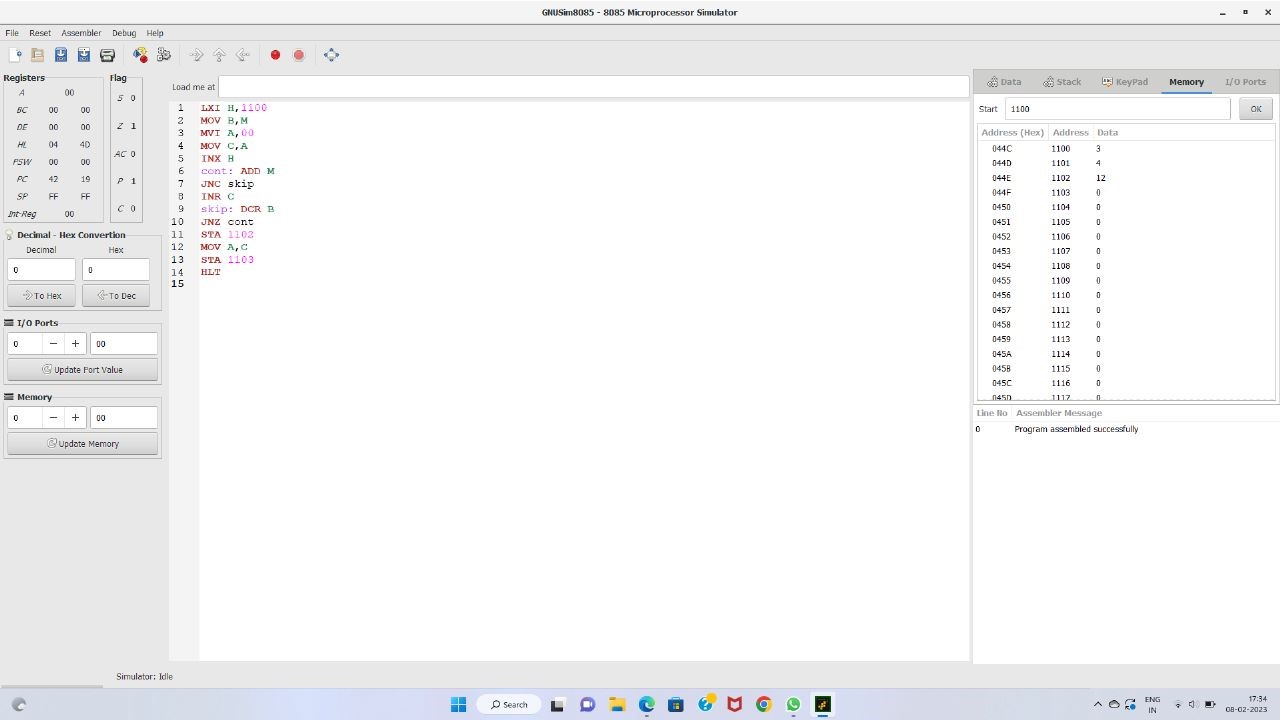 GNUSim8085 - 8085 Microprocessor Simulator
File Reset Assembler Debug Help
Registers
A 00
BC 00 00
DE 00 00
HL 04 4D
PSW 00 00
PC 42 19
SP FF FF
Int-Reg 00
Flag
S 0
Z 1
AC 0
P 1
C 0
Decimal - Hex Convertion
Decimal Hex
0 0
To Hex To Dec
I/O Ports
0 − + 00
Update Port Value
Memory
0 − + 00
Update Memory
Load me at
1 LXI H,1100
2 MOV B,M
3 MVI A,00
4 MOV C,A
5 INX H
6 cont: ADD M
7 JNC skip
8 INR C
9 skip: DCR B
10 JNZ cont
11 STA 1102
12 MOV A,C
13 STA 1103
14 HLT
15
Data Stack KeyPad Memory I/O Ports
Start 1100 OK
Address (Hex) Address Data
044C 1100 3
044D 1101 4
044E 1102 12
044F 1103 0
0450 1104 0
0451 1105 0
0452 1106 0
0453 1107 0
0454 1108 0
0455 1109 0
0456 1110 0
0457 1111 0
0458 1112 0
0459 1113 0
045A 1114 0
045B 1115 0
045C 1116 0
045D 1117 0
Line No Assembler Message
0 Program assembled successfully
Simulator: Idle
Search
ENG
IN
17:34
08-02-2023